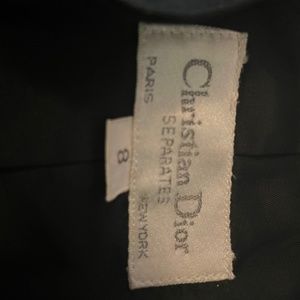 Christian Dior
SEPARATES
PARIS NEW YORK
8